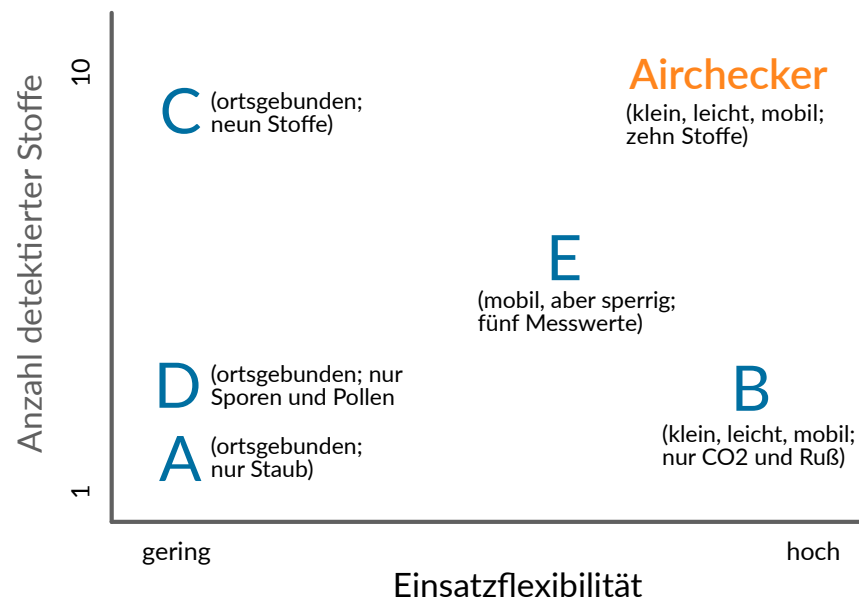 Anzahl detektierter Stoffe
10
1
C
(ortsgebunden;
neun Stoffe)
Airchecker
(klein, leicht, mobil;
zehn Stoffe)
E
(mobil, aber sperrig;
fünf Messwerte)
D
(ortsgebunden; nur
Sporen und Pollen
B
(klein, leicht, mobil;
nur CO2 und Ruß)
A
(ortsgebunden;
nur Staub)
gering
hoch
Einsatzflexibilität